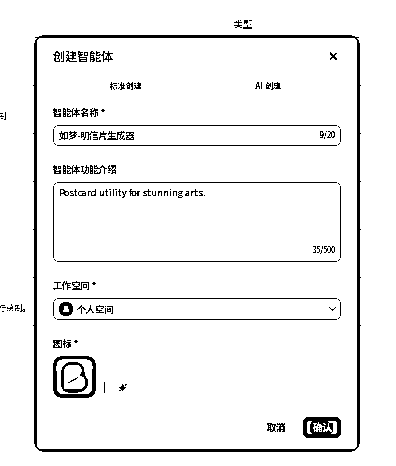 类型
创建智能体
标准创建 AI 创建
智能体名称 *
如梦-明信片生成器 9/20
智能体功能介绍
Postcard utility for stunning arts.
35/500
工作空间 *
个人空间
图标 *
取消 确认